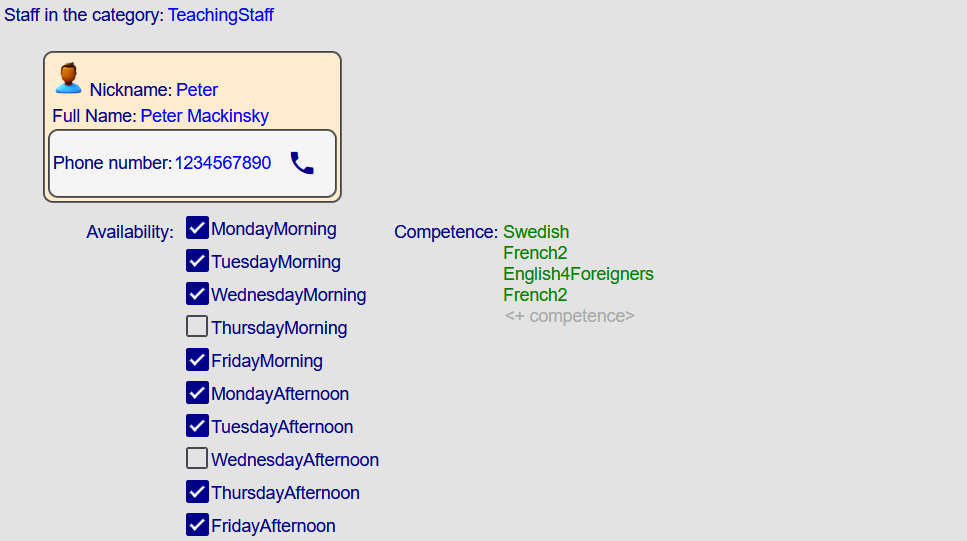 Staff in the category: TeachingStaff
Nickname: Peter
Full Name: Peter Mackinsky
Phone number: 1234567890
Availability:
MondayMorning
TuesdayMorning
WednesdayMorning
ThursdayMorning
FridayMorning
MondayAfternoon
TuesdayAfternoon
WednesdayAfternoon
ThursdayAfternoon
FridayAfternoon
Competence: Swedish
French2
English4Foreigners
French2
<+ competence>